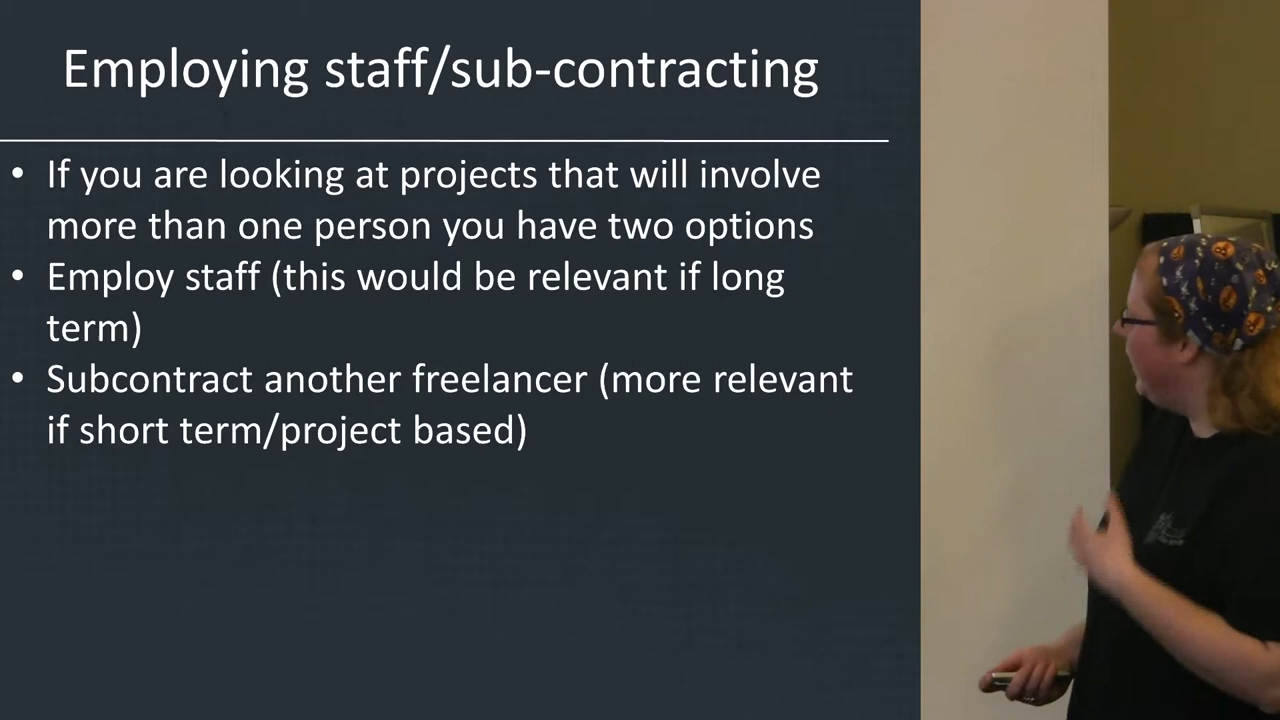 Employing staff/sub-contracting
• If you are looking at projects that will involve
more than one person you have two options
• Employ staff (this would be relevant if long
term)
• Subcontract another freelancer (more relevant
if short term/project based)